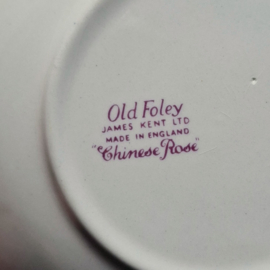 Old Foley
JAMES KENT LTD
MADE IN ENGLAND
"Chinese Rose"